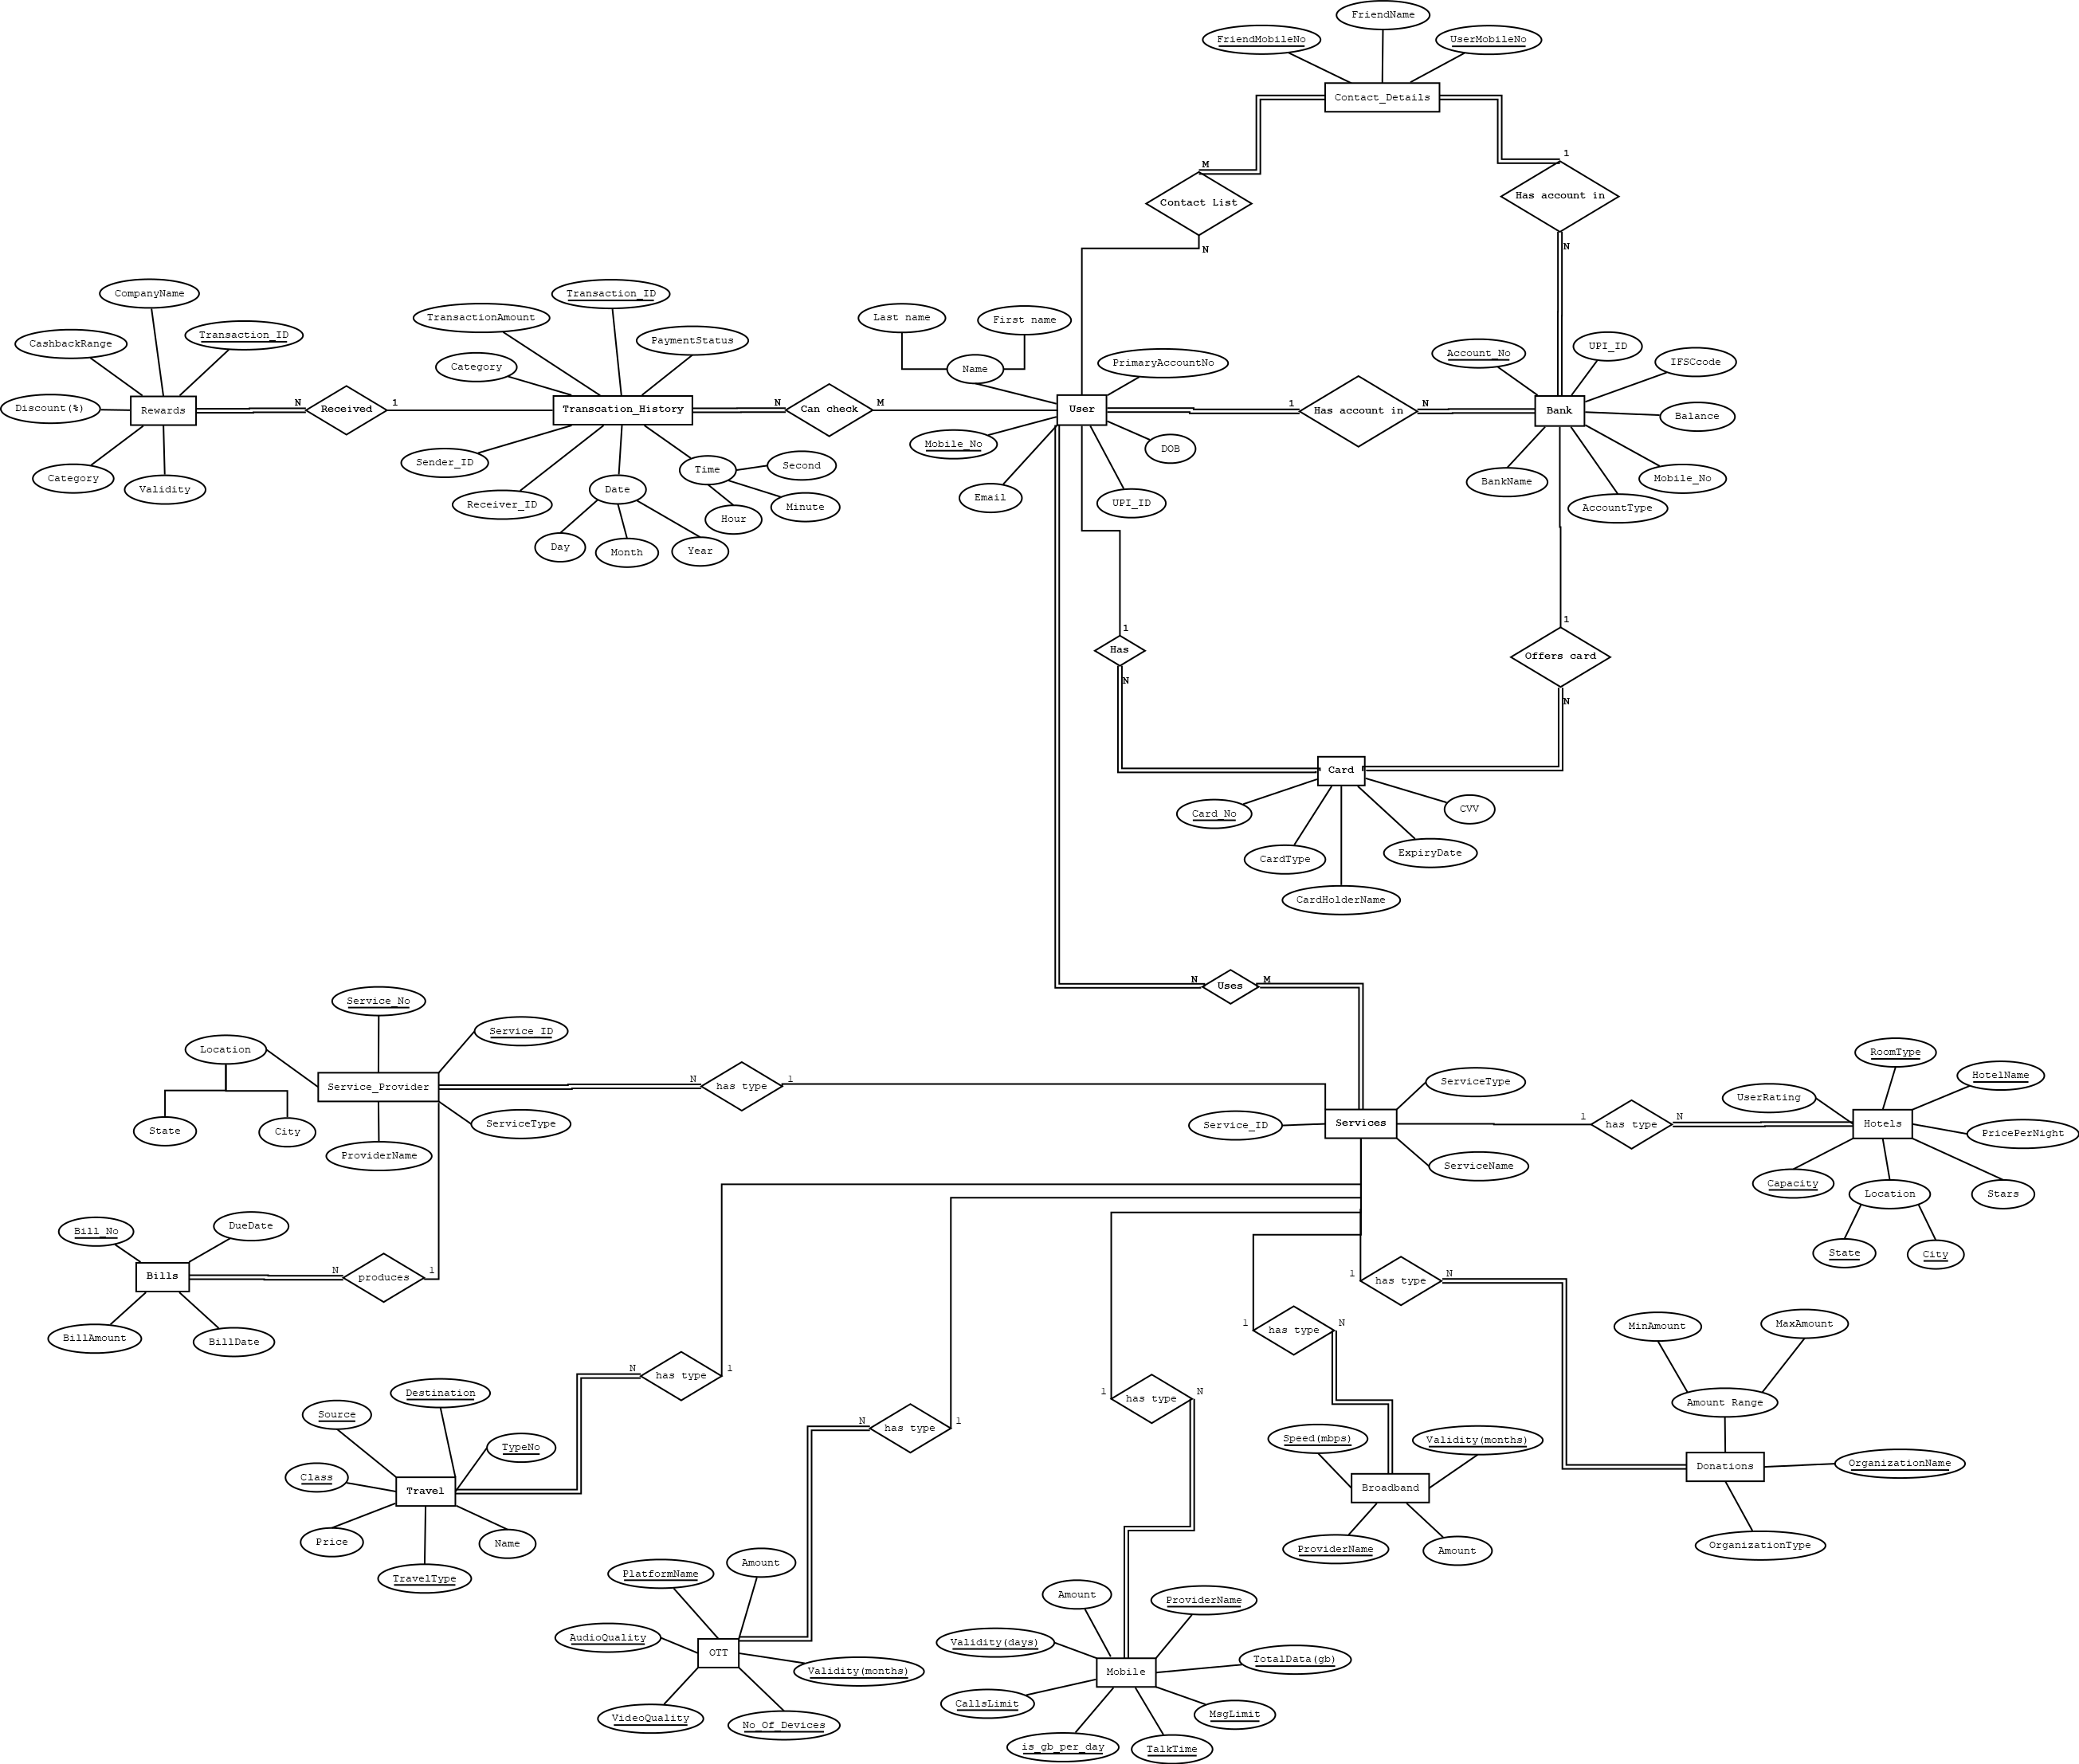 FriendName
FriendMobileNo
UserMobileNo
Contact_Details
M
1
Contact List
Has account in
N
N
CompanyName
Transaction_ID
TransactionAmount
Last name
First name
Transaction_ID
CashbackRange
PaymentStatus
UPI_ID
Account_No
IFSCcode
Category
Name
PrimaryAccountNo
Discount(%)
Rewards
N
Received
1
Transcation_History
N
Can check
M
User
1
Has account in
N
Bank
Balance
Mobile_No
DOB
Sender_ID
Time
Second
Category
Validity
Date
Receiver_ID
Hour
Minute
Email
UPI_ID
BankName
Mobile_No
AccountType
Day
Month
Year
1
Has
N
1
Offers card
N
Card
Card_No
CVV
CardType
ExpiryDate
CardHolderName
N
Uses
M
Service_No
Service_ID
Location
Service_Provider
N
has type
1
ServiceType
State
City
ProviderName
ServiceType
Service_ID
Services
ServiceName
1
has type
N
RoomType
HotelName
UserRating
Hotels
PricePerNight
Capacity
Location
Stars
State
City
Bill_No
DueDate
Bills
N
produces
1
BillAmount
BillDate
1
has type
N
1
has type
N
MinAmount
MaxAmount
N
has type
1
1
has type
N
Destination
Source
TypeNo
Class
Travel
Price
Name
TravelType
N
has type
1
Amount Range
Speed(mbps)
Validity(months)
Donations
OrganizationName
Broadband
ProviderName
Amount
OrganizationType
PlatformName
Amount
AudioQuality
OTT
Validity(months)
VideoQuality
No_Of_Devices
Amount
ProviderName
Validity(days)
TotalData(gb)
Mobile
CallsLimit
MsgLimit
is_gb_per_day
TalkTime